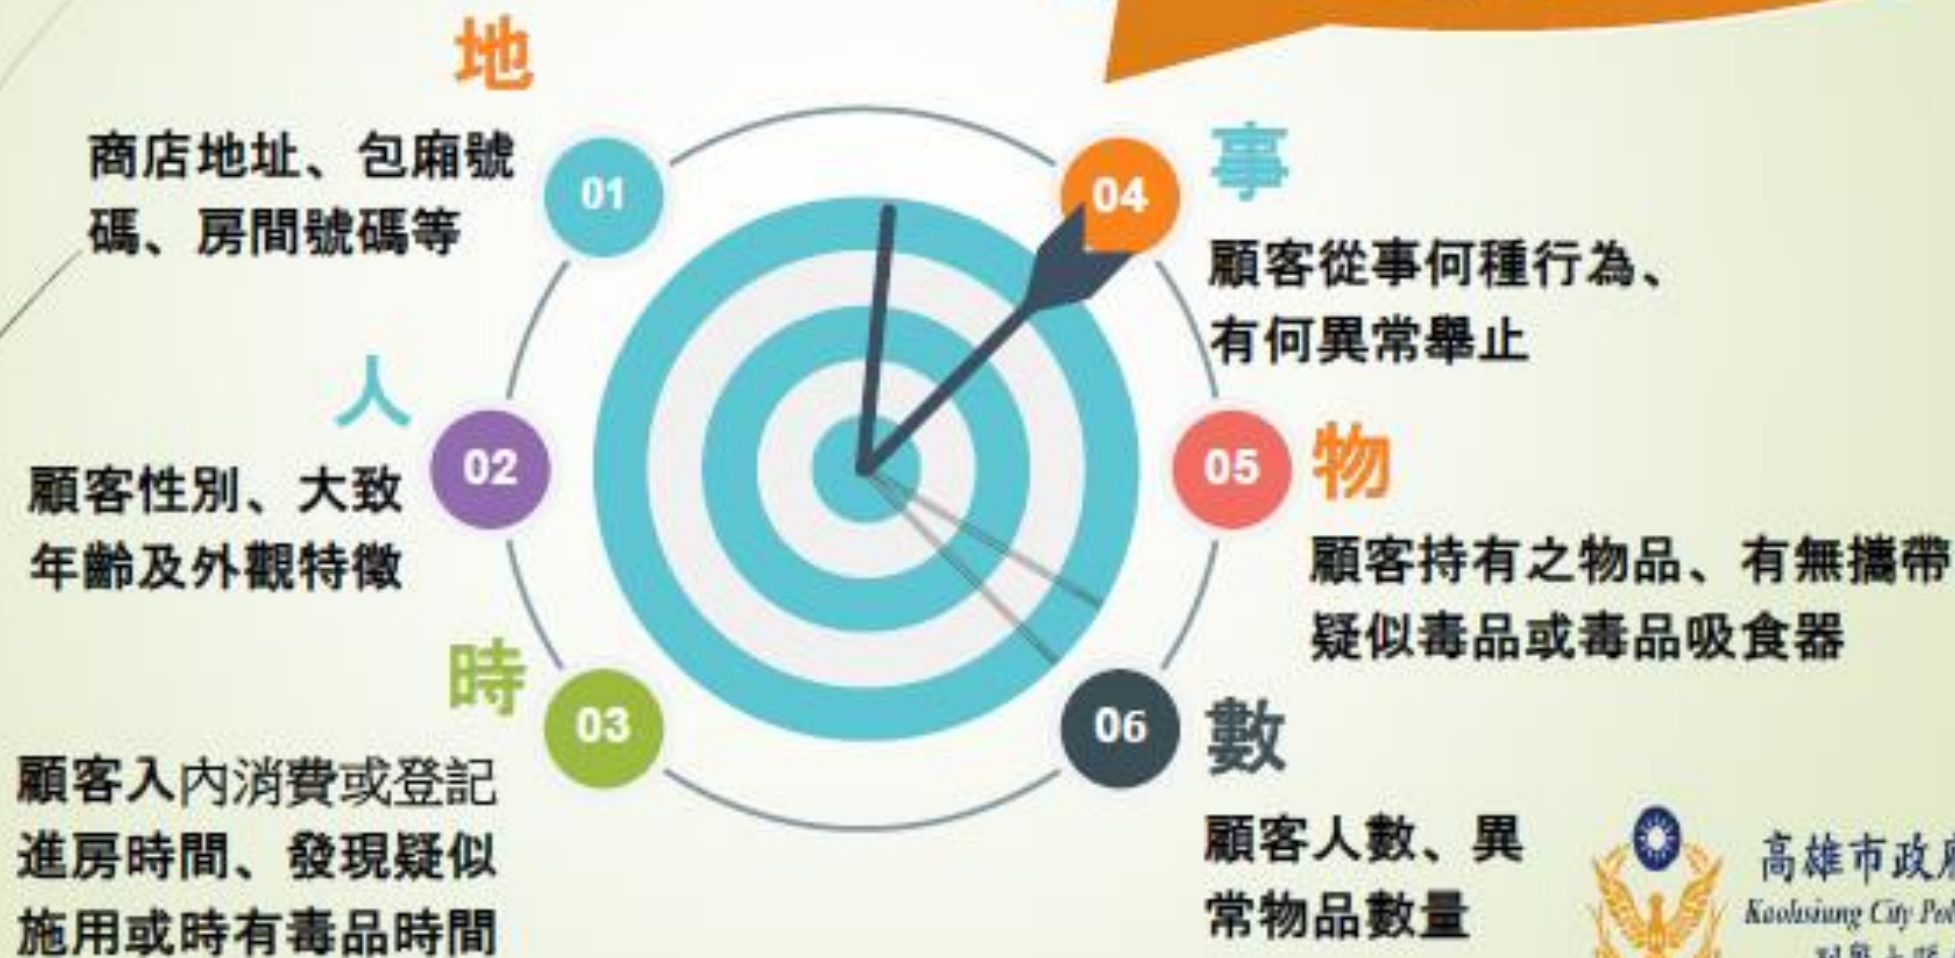 地
01
商店地址、包廂號
碼、房間號碼等
人
02
顧客性別、大致
年齡及外觀特徵
時
03
顧客入內消費或登記
進房時間、發現疑似
施用或時有毒品時間
04
事
顧客從事何種行為、
有何異常舉止
05
物
顧客持有之物品、有無攜帶
疑似毒品或毒品吸食器
06
數
顧客人數、異
常物品數量
高雄市政府
Kaohsiung City Pol